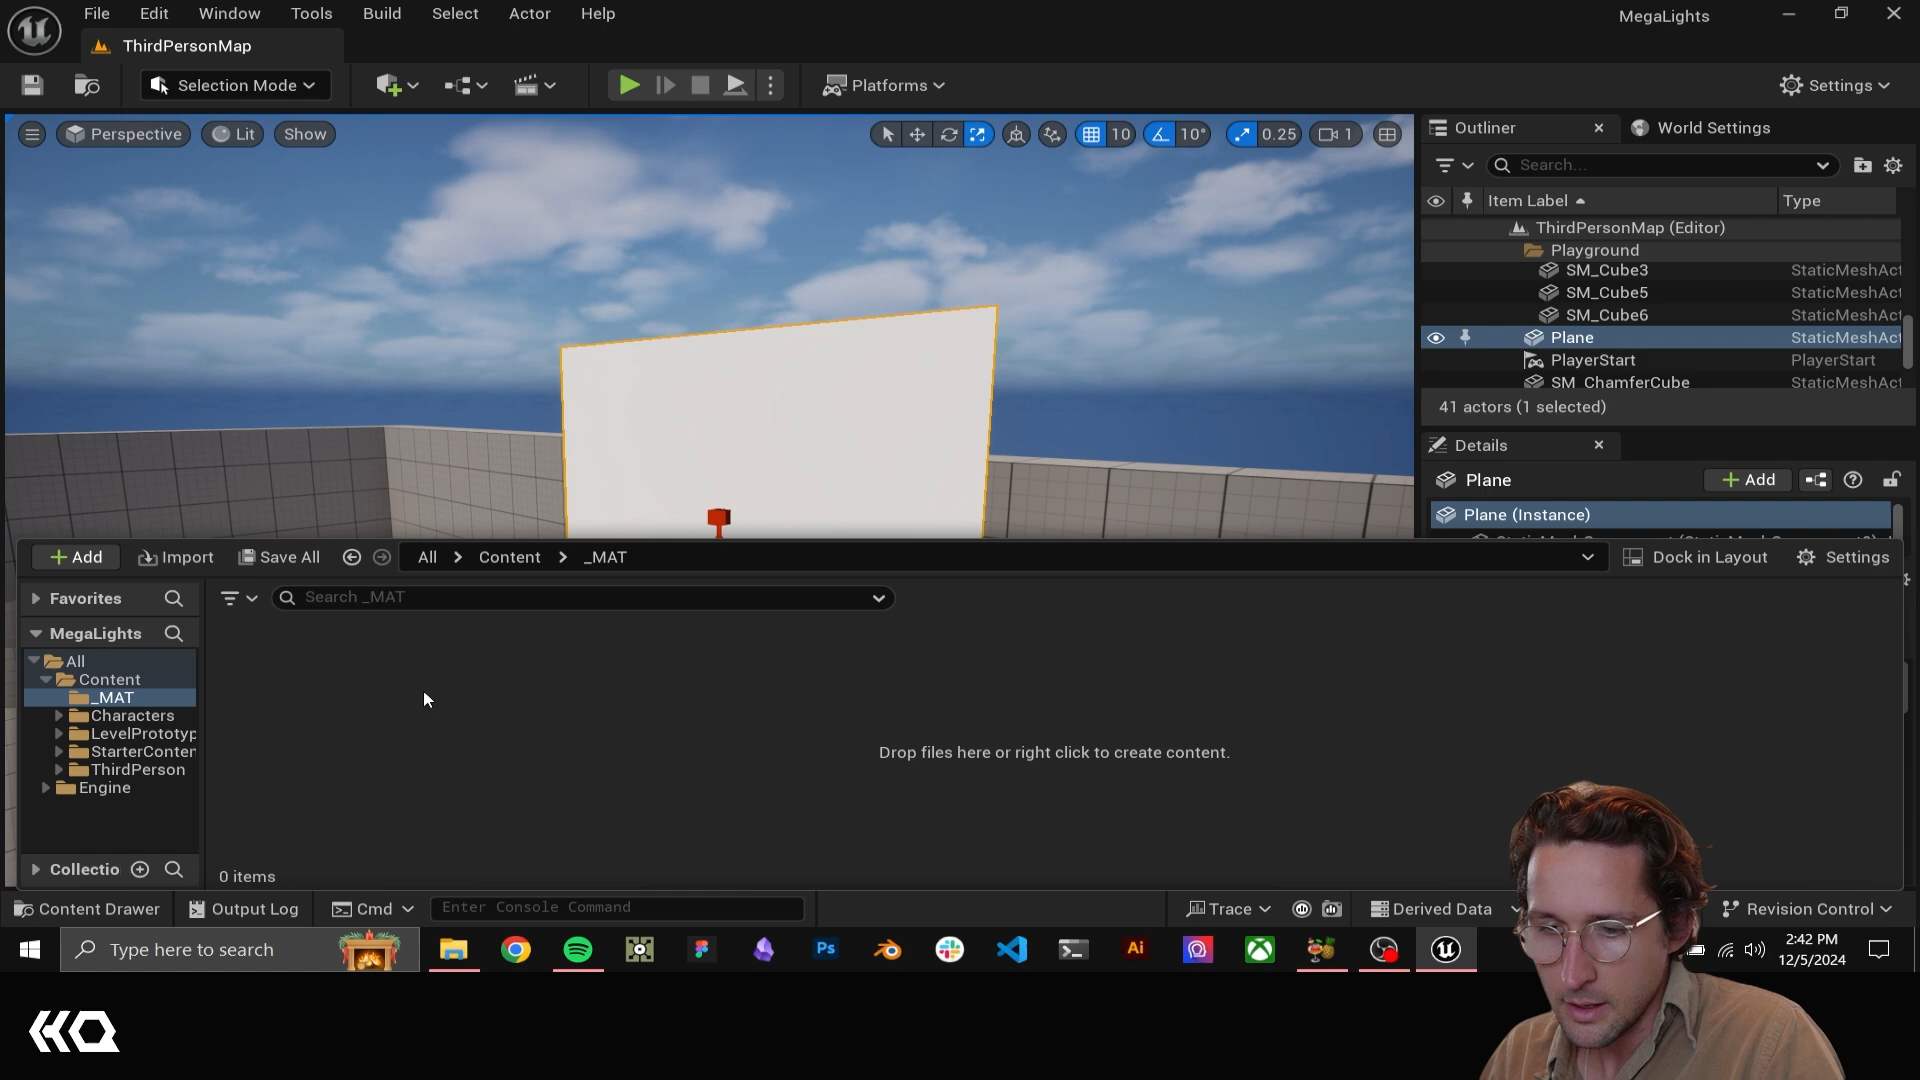 File Edit Window Tools Build Select Actor Help
MegaLights
ThirdPersonMap
Selection Mode
Platforms
Settings
Perspective Lit Show
10 10° 0.25 1
Outliner
World Settings
Search...
Item Label Type
ThirdPersonMap (Editor)
Playground
SM_Cube3 StaticMeshAct
SM_Cube5 StaticMeshAct
SM_Cube6 StaticMeshAct
Plane StaticMeshAct
PlayerStart PlayerStart
SM_ChamferCube StaticMeshAct
41 actors (1 selected)
Details
Plane
Add
Plane (Instance)
Add Import Save All All Content _MAT Dock in Layout Settings
Favorites
Search _MAT
MegaLights
All
Content
_MAT
Characters
LevelPrototyp
StarterConten
ThirdPerson
Engine
Drop files here or right click to create content.
Collectio
0 items
Content Drawer Output Log Cmd Enter Console Command Trace Derived Data Revision Control
Type here to search
Ps
Ai
2:42 PM
12/5/2024
HQ